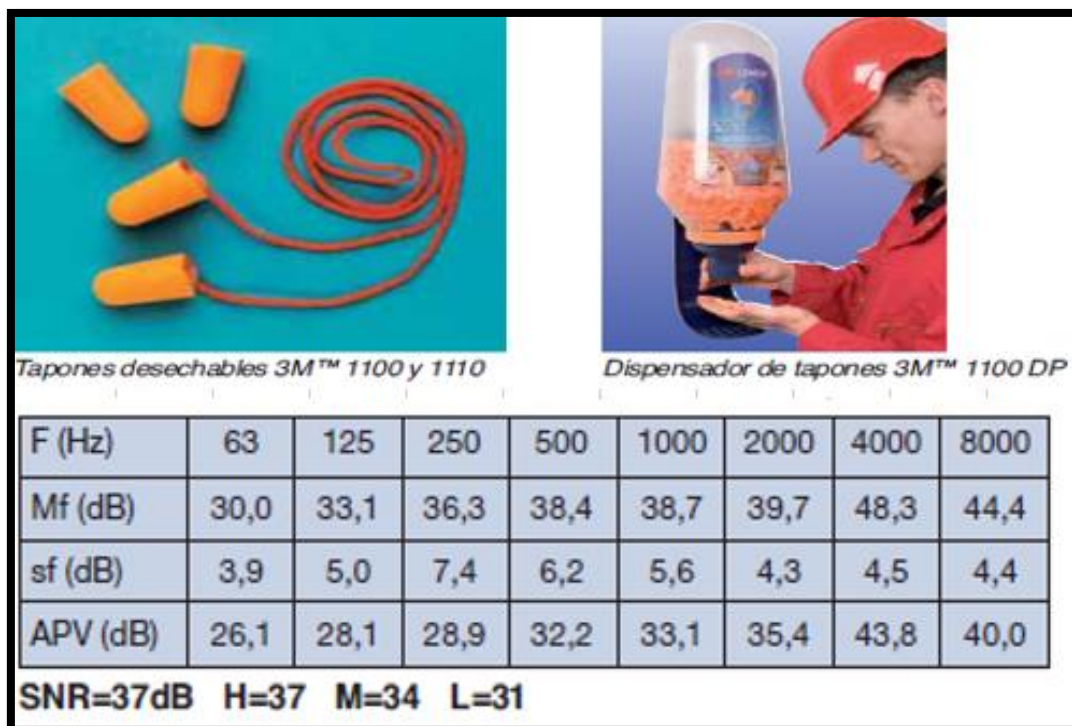 Tapones desechables 3M™ 1100 y 1110
Dispensador de tapones 3M™ 1100 DP
F (Hz) 63 125 250 500 1000 2000 4000 8000
Mf (dB) 30,0 33,1 36,3 38,4 38,7 39,7 48,3 44,4
sf (dB) 3,9 5,0 7,4 6,2 5,6 4,3 4,5 4,4
APV (dB) 26,1 28,1 28,9 32,2 33,1 35,4 43,8 40,0
SNR=37dB H=37 M=34 L=31